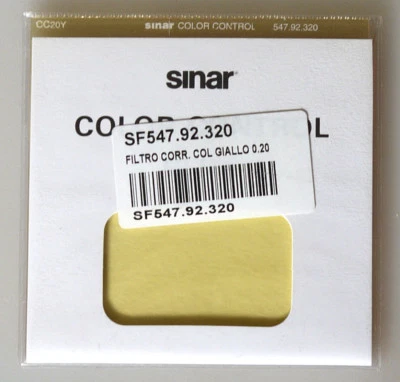 CC20Y sinar COLOR CONTROL 547.92.320
sinar
COLOR CONTROL
SF547.92.320
FILTRO CORR. COL GIALLO 0.20
SF547.92.320